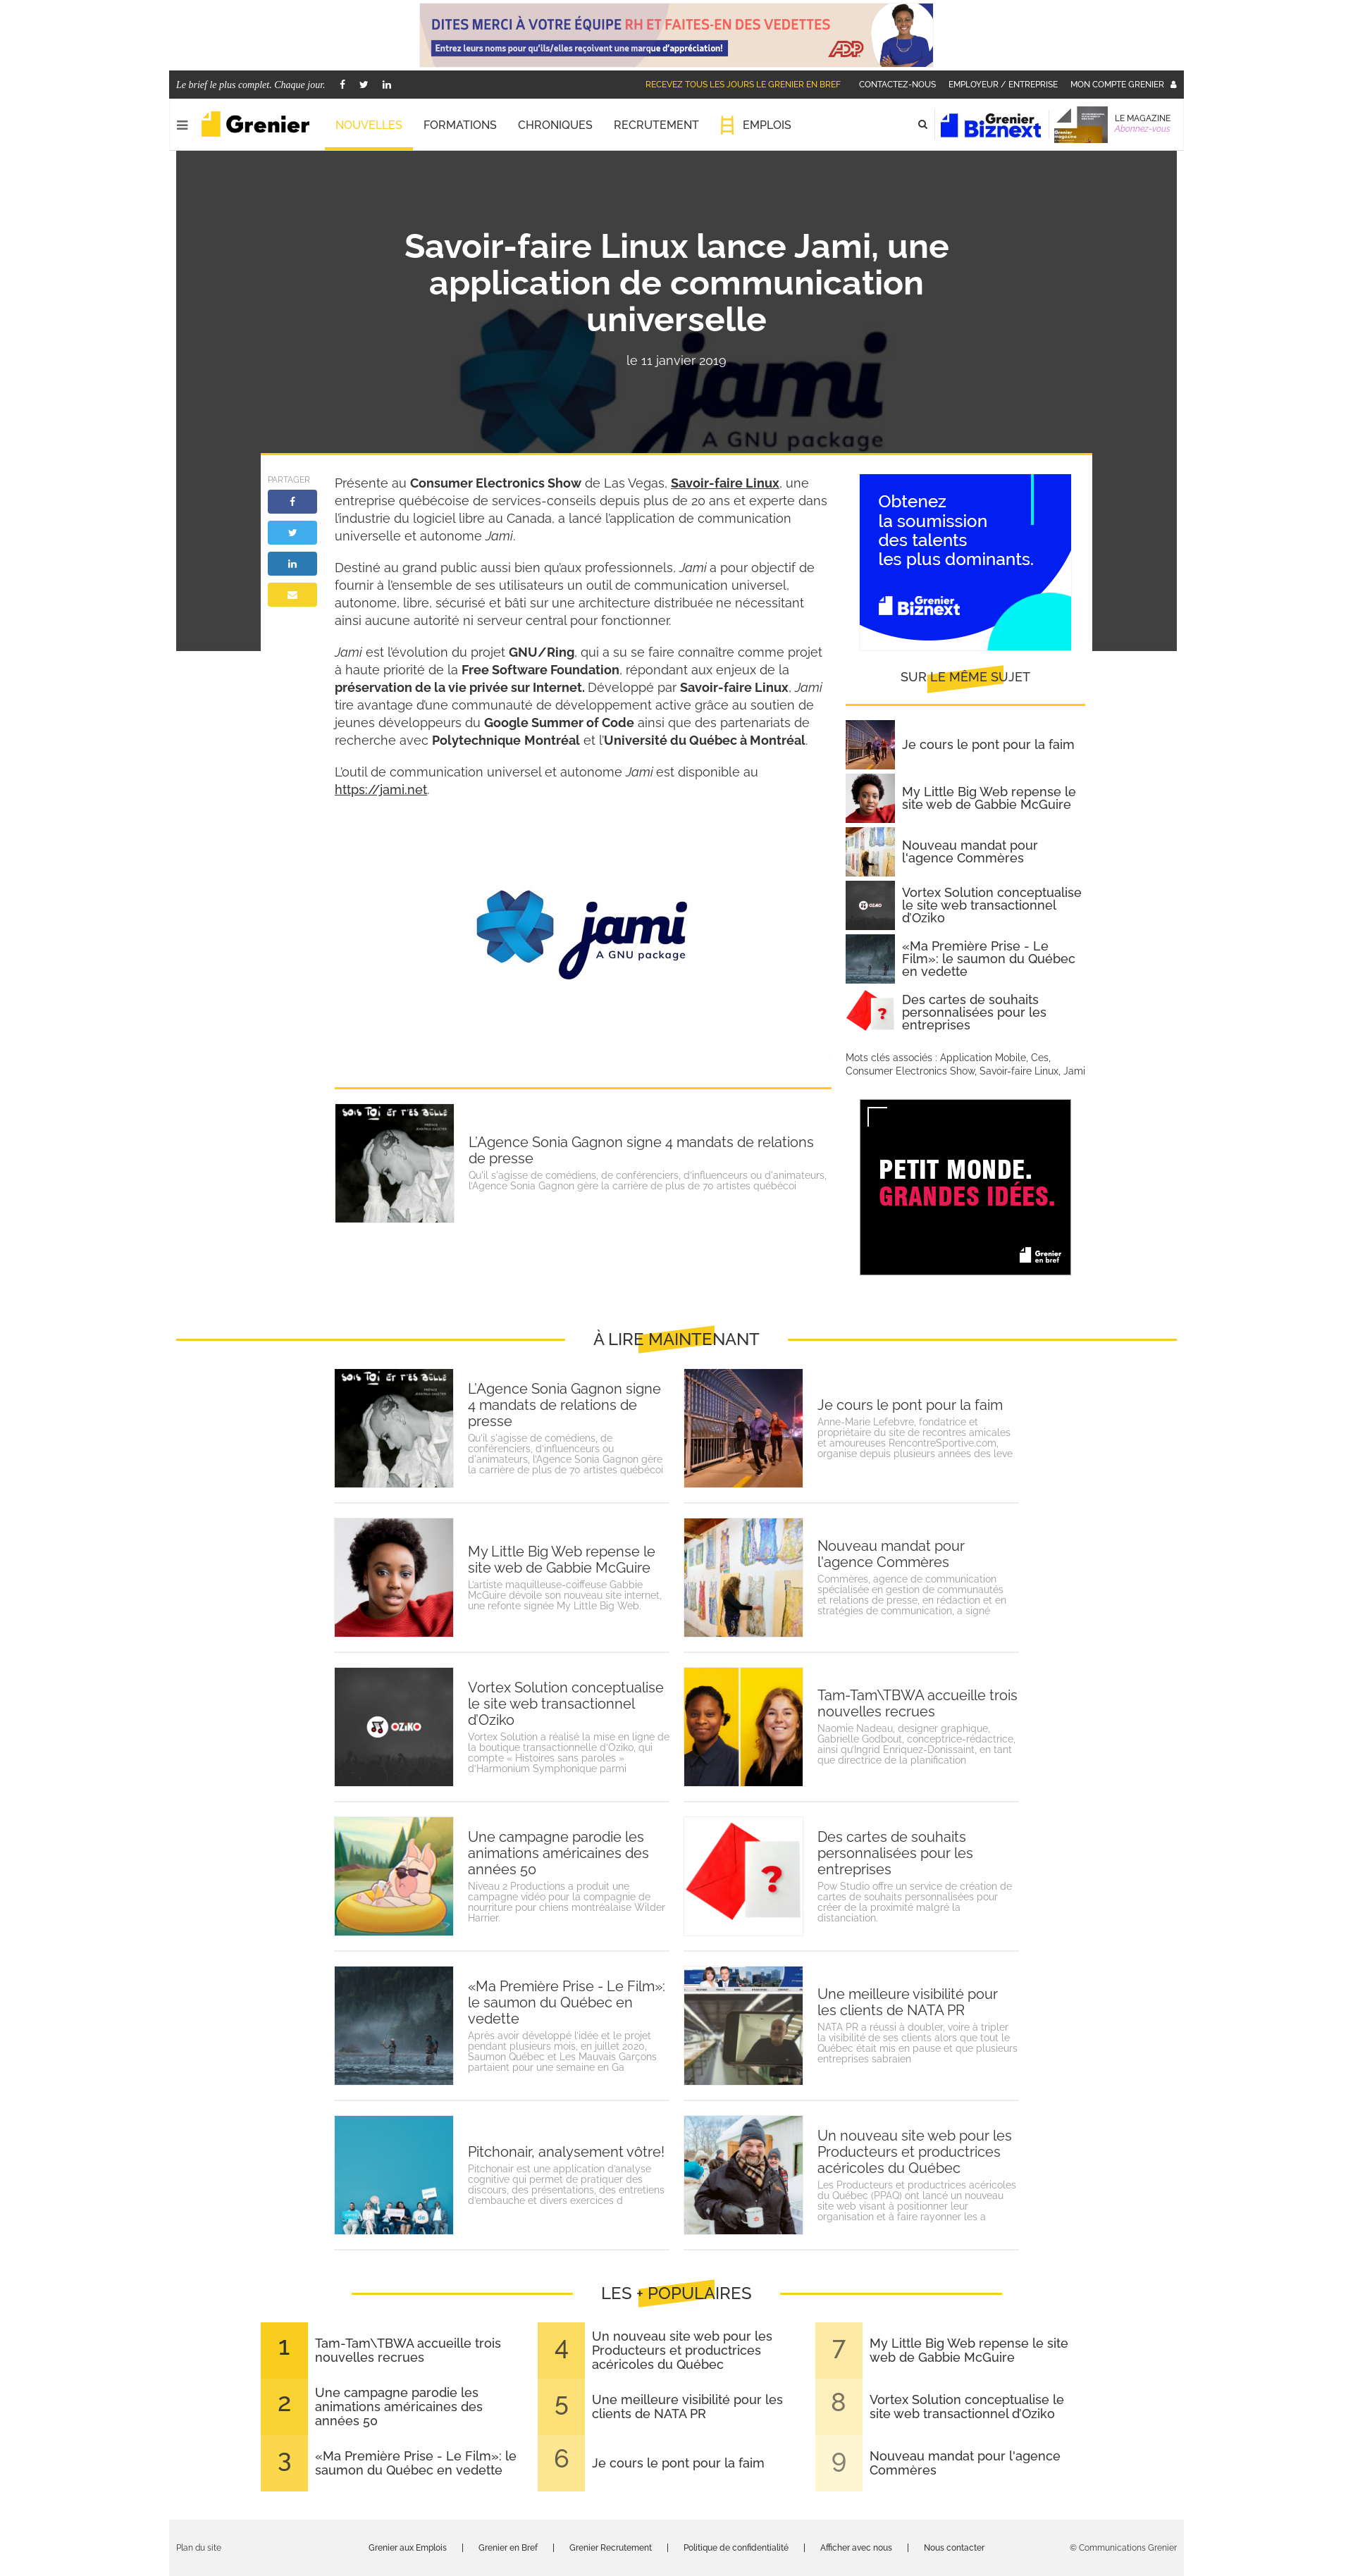 DITES MERCI À VOTRE ÉQUIPE RH ET FAITES-EN DES VEDETTES
Entrez leurs noms pour qu'ils/elles reçoivent une marque d'appréciation!
ADP
Le brief le plus complet. Chaque jour.
RECEVEZ TOUS LES JOURS LE GRENIER EN BREF
CONTACTEZ-NOUS
EMPLOYEUR / ENTREPRISE
MON COMPTE GRENIER
Grenier
NOUVELLES
FORMATIONS
CHRONIQUES
RECRUTEMENT
EMPLOIS
Grenier
Biznext
LE MAGAZINE
Abonnez-vous
Savoir-faire Linux lance Jami, une
application de communication
universelle
le 11 janvier 2019
jami
A GNU package
PARTAGER
Présente au Consumer Electronics Show de Las Vegas, Savoir-faire Linux, une
entreprise québécoise de services-conseils depuis plus de 20 ans et experte dans
l'industrie du logiciel libre au Canada, a lancé l'application de communication
universelle et autonome Jami.
Destiné au grand public aussi bien qu'aux professionnels, Jami a pour objectif de
fournir à l'ensemble de ses utilisateurs un outil de communication universel,
autonome, libre, sécurisé et bâti sur une architecture distribuée ne nécessitant
ainsi aucune autorité ni serveur central pour fonctionner.
Jami est l'évolution du projet GNU/Ring, qui a su se faire connaître comme projet
à haute priorité de la Free Software Foundation, répondant aux enjeux de la
préservation de la vie privée sur Internet. Développé par Savoir-faire Linux, Jami
tire avantage d'une communauté de développement active grâce au soutien de
jeunes développeurs du Google Summer of Code ainsi que des partenariats de
recherche avec Polytechnique Montréal et l'Université du Québec à Montréal.
L'outil de communication universel et autonome Jami est disponible au
https://jami.net.
jami
A GNU package
L'Agence Sonia Gagnon signe 4 mandats de relations
de presse
Qu'il s'agisse de comédiens, de conférenciers, d'influenceurs ou d'animateurs,
l'Agence Sonia Gagnon gère la carrière de plus de 70 artistes québécoi
Obtenez
la soumission
des talents
les plus dominants.
Grenier
Biznext
SUR LE MÊME SUJET
Je cours le pont pour la faim
My Little Big Web repense le
site web de Gabbie McGuire
Nouveau mandat pour
l'agence Commères
Vortex Solution conceptualise
le site web transactionnel
d'Oziko
«Ma Première Prise - Le
Film»: le saumon du Québec
en vedette
Des cartes de souhaits
personnalisées pour les
entreprises
Mots clés associés : Application Mobile, Ces,
Consumer Electronics Show, Savoir-faire Linux, Jami
PETIT MONDE.
GRANDES IDÉES.
Grenier
en bref
À LIRE MAINTENANT
L'Agence Sonia Gagnon signe
4 mandats de relations de
presse
Qu'il s'agisse de comédiens, de
conférenciers, d'influenceurs ou
d'animateurs, l'Agence Sonia Gagnon gère
la carrière de plus de 70 artistes québécoi
Je cours le pont pour la faim
Anne-Marie Lefebvre, fondatrice et
propriétaire du site de recontres amicales
et amoureuses RencontreSportive.com,
organise depuis plusieurs années des leve
My Little Big Web repense le
site web de Gabbie McGuire
L'artiste maquilleuse-coiffeuse Gabbie
McGuire dévoile son nouveau site internet,
une refonte signée My Little Big Web.
Nouveau mandat pour
l'agence Commères
Commères, agence de communication
spécialisée en gestion de communautés
et relations de presse, en rédaction et en
stratégies de communication, a signé
OZIKO
Vortex Solution conceptualise
le site web transactionnel
d'Oziko
Vortex Solution a réalisé la mise en ligne de
la boutique transactionnelle d'Oziko, qui
compte « Histoires sans paroles »
d'Harmonium Symphonique parmi
Tam-Tam\TBWA accueille trois
nouvelles recrues
Naomie Nadeau, designer graphique,
Gabrielle Godbout, conceptrice-rédactrice,
ainsi qu'Ingrid Enriquez-Donissaint, en tant
que directrice de la planification
Une campagne parodie les
animations américaines des
années 50
Niveau 2 Productions a produit une
campagne vidéo pour la compagnie de
nourriture pour chiens montréalaise Wilder
Harrier.
Des cartes de souhaits
personnalisées pour les
entreprises
Pow Studio offre un service de création de
cartes de souhaits personnalisées pour
créer de la proximité malgré la
distanciation.
«Ma Première Prise - Le Film»:
le saumon du Québec en
vedette
Après avoir développé l'idée et le projet
pendant plusieurs mois, en juillet 2020,
Saumon Québec et Les Mauvais Garçons
partaient pour une semaine en Ga
Une meilleure visibilité pour
les clients de NATA PR
NATA PR a réussi à doubler, voire à tripler
la visibilité de ses clients alors que tout le
Québec était mis en pause et que plusieurs
entreprises sabraien
Pitchonair, analysement vôtre!
Pitchonair est une application d'analyse
cognitive qui permet de pratiquer des
discours, des présentations, des entretiens
d'embauche et divers exercices d
Un nouveau site web pour les
Producteurs et productrices
acéricoles du Québec
Les Producteurs et productrices acéricoles
du Québec (PPAQ) ont lancé un nouveau
site web visant à positionner leur
organisation et à faire rayonner les a
LES + POPULAIRES
1
Tam-Tam\TBWA accueille trois
nouvelles recrues
2
Une campagne parodie les
animations américaines des
années 50
3
«Ma Première Prise - Le Film»: le
saumon du Québec en vedette
4
Un nouveau site web pour les
Producteurs et productrices
acéricoles du Québec
5
Une meilleure visibilité pour les
clients de NATA PR
6
Je cours le pont pour la faim
7
My Little Big Web repense le site
web de Gabbie McGuire
8
Vortex Solution conceptualise le
site web transactionnel d'Oziko
9
Nouveau mandat pour l'agence
Commères
Plan du site
Grenier aux Emplois | Grenier en Bref | Grenier Recrutement | Politique de confidentialité | Afficher avec nous | Nous contacter
© Communications Grenier